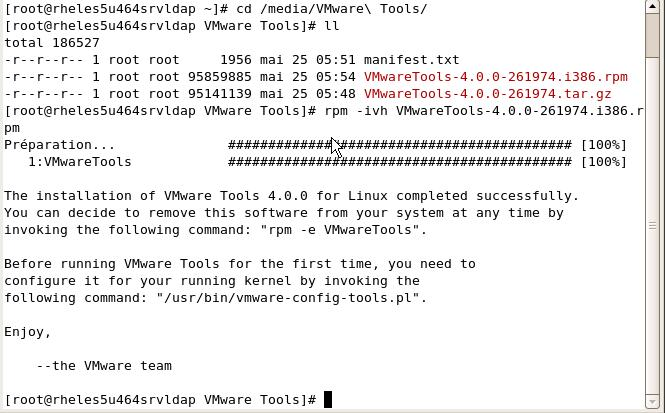 [root@rheles5u464srvldap ~]# cd /media/VMware\ Tools/
[root@rheles5u464srvldap VMware Tools]# ll
total 186527
-r--r--r-- 1 root root     1956 mai 25 05:51 manifest.txt
-r--r--r-- 1 root root 95859885 mai 25 05:54 VMwareTools-4.0.0-261974.i386.rpm
-r--r--r-- 1 root root 95141139 mai 25 05:48 VMwareTools-4.0.0-261974.tar.gz
[root@rheles5u464srvldap VMware Tools]# rpm -ivh VMwareTools-4.0.0-261974.i386.r
pm
Préparation...              ########################################### [100%]
   1:VMwareTools            ########################################### [100%]

The installation of VMware Tools 4.0.0 for Linux completed successfully.
You can decide to remove this software from your system at any time by
invoking the following command: "rpm -e VMwareTools".

Before running VMware Tools for the first time, you need to
configure it for your running kernel by invoking the
following command: "/usr/bin/vmware-config-tools.pl".

Enjoy,

    --the VMware team

[root@rheles5u464srvldap VMware Tools]#